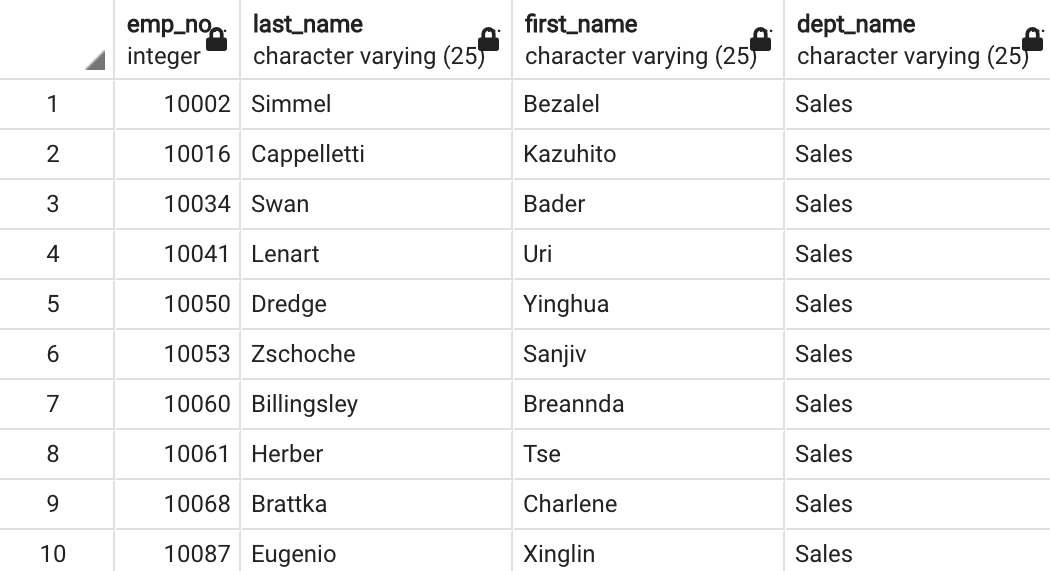 emp_no last_name first_name dept_name
integer character varying (25) character varying (25) character varying (25)
1 10002 Simmel Bezalel Sales
2 10016 Cappelletti Kazuhito Sales
3 10034 Swan Bader Sales
4 10041 Lenart Uri Sales
5 10050 Dredge Yinghua Sales
6 10053 Zschoche Sanjiv Sales
7 10060 Billingsley Breannda Sales
8 10061 Herber Tse Sales
9 10068 Brattka Charlene Sales
10 10087 Eugenio Xinglin Sales